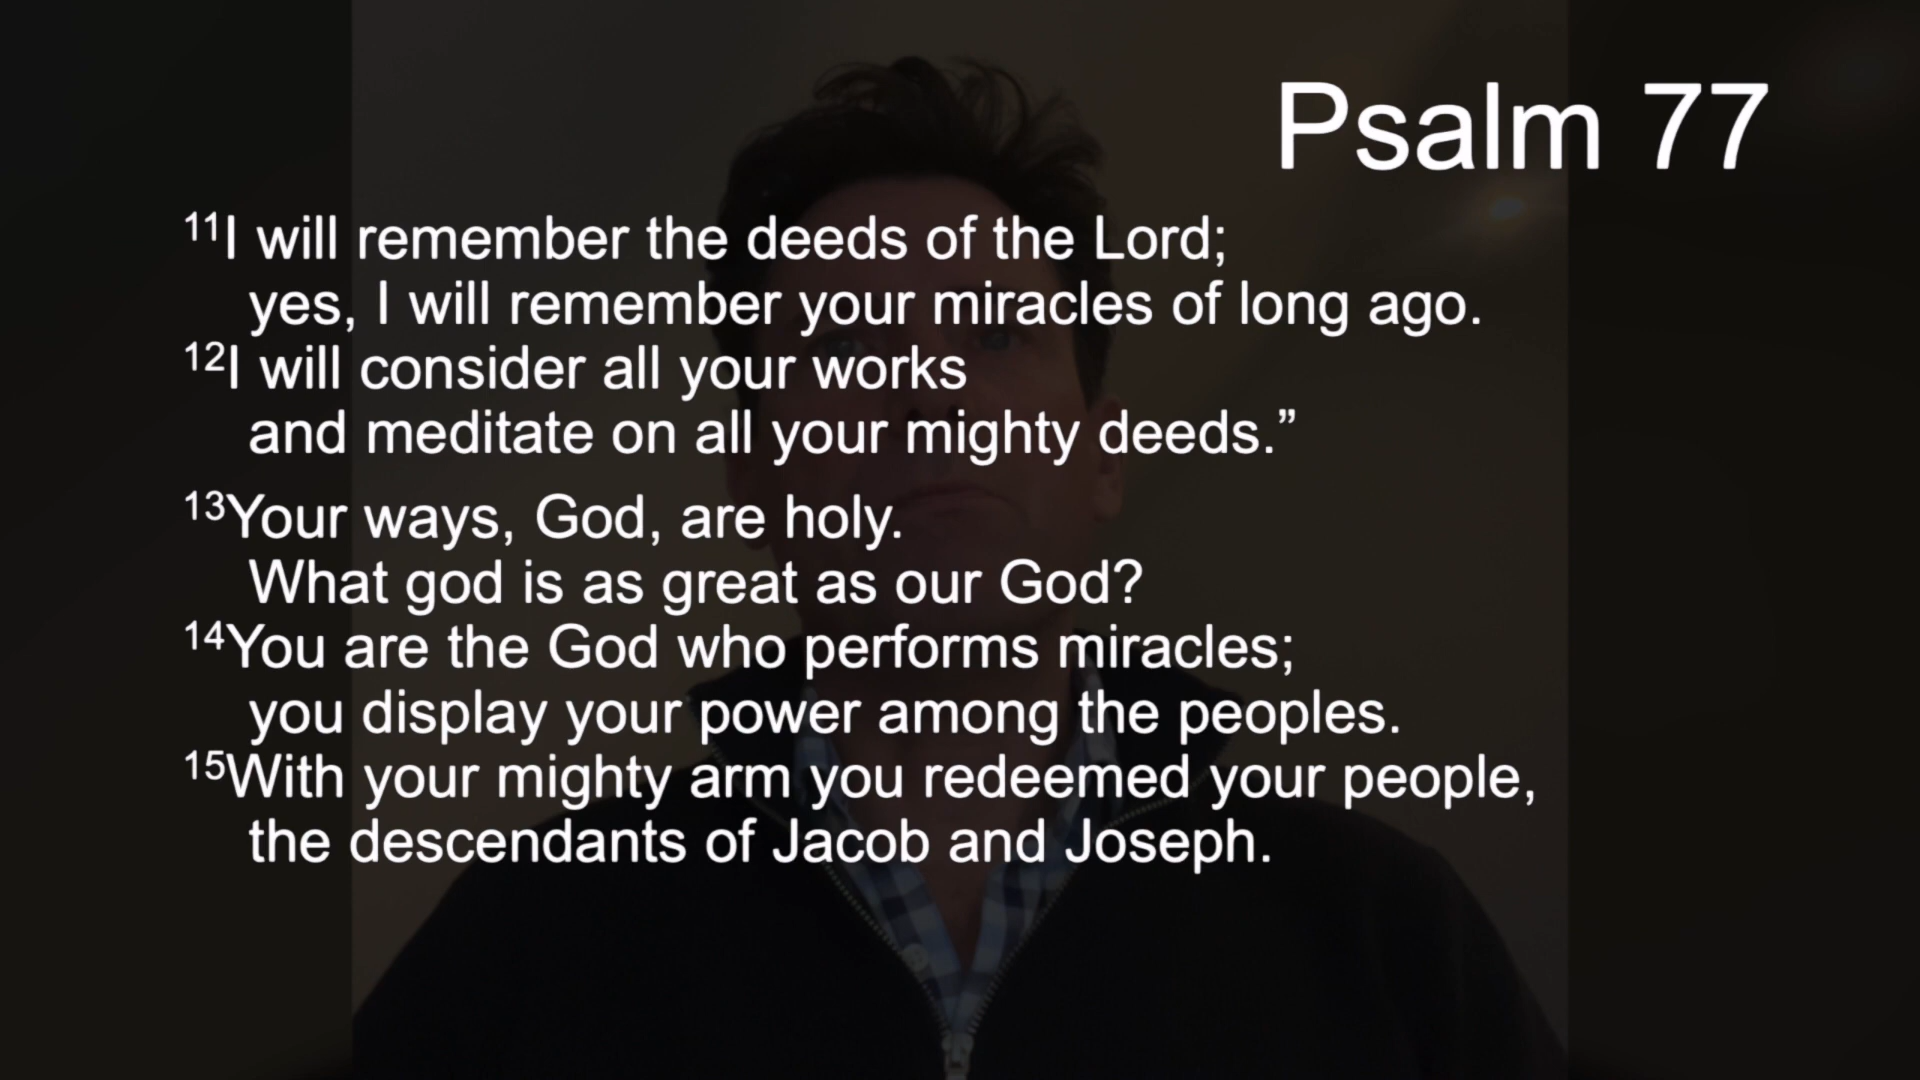 Psalm 77
11I will remember the deeds of the Lord;
yes, I will remember your miracles of long ago.
12I will consider all your works
and meditate on all your mighty deeds.”
13Your ways, God, are holy.
What god is as great as our God?
14You are the God who performs miracles;
you display your power among the peoples.
15With your mighty arm you redeemed your people,
the descendants of Jacob and Joseph.